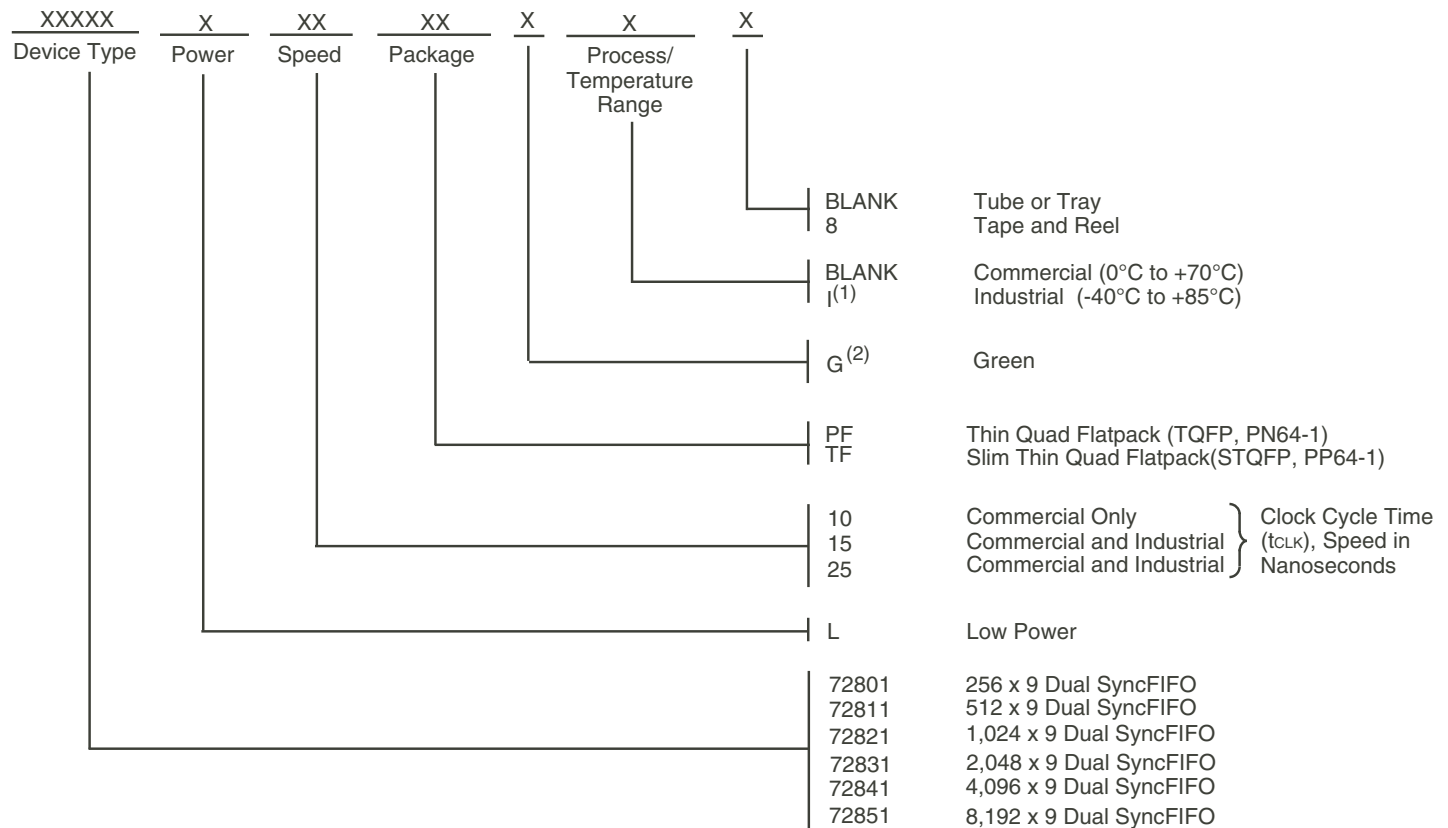 XXXXX X XX XX X X X
Device Type Power Speed Package Process/
Temperature
Range
BLANK Tube or Tray
8 Tape and Reel
BLANK Commercial (0°C to +70°C)
I(1) Industrial (-40°C to +85°C)
G(2) Green
PF Thin Quad Flatpack (TQFP, PN64-1)
TF Slim Thin Quad Flatpack(STQFP, PP64-1)
10 Commercial Only Clock Cycle Time
15 Commercial and Industrial (tCLK), Speed in
25 Commercial and Industrial Nanoseconds
L Low Power
72801 256 x 9 Dual SyncFIFO
72811 512 x 9 Dual SyncFIFO
72821 1,024 x 9 Dual SyncFIFO
72831 2,048 x 9 Dual SyncFIFO
72841 4,096 x 9 Dual SyncFIFO
72851 8,192 x 9 Dual SyncFIFO